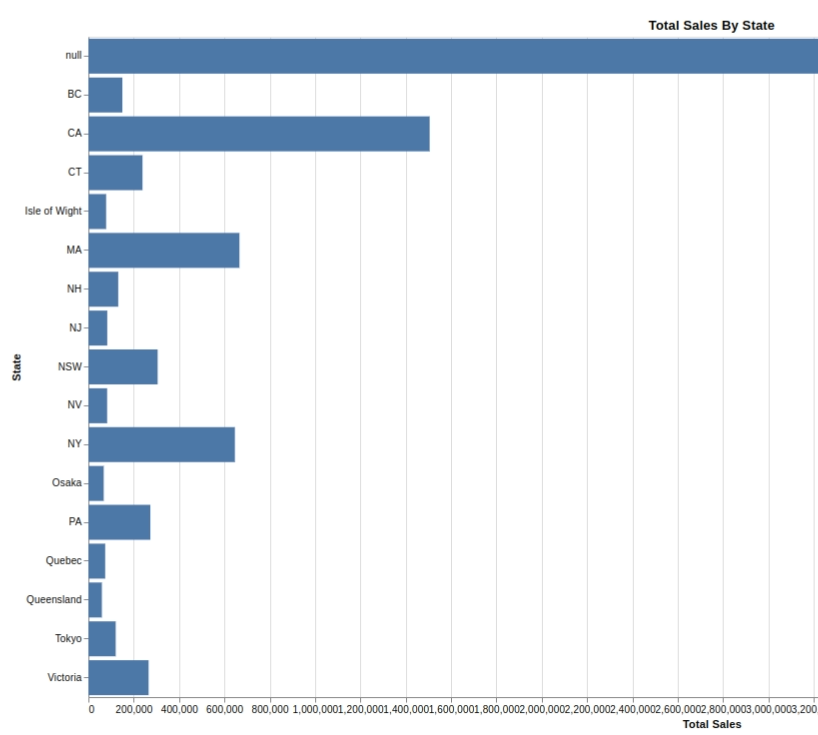 Total Sales By State
null
BC
CA
CT
Isle of Wight
MA
NH
NJ
State
NSW
NV
NY
Osaka
PA
Quebec
Queensland
Tokyo
Victoria
0 200,000 400,000 600,000 800,000 1,000,000 1,200,000 1,400,000 1,600,000 1,800,000 2,000,000 2,200,000 2,400,000 2,600,000 2,800,000 3,000,000 3,200
Total Sales